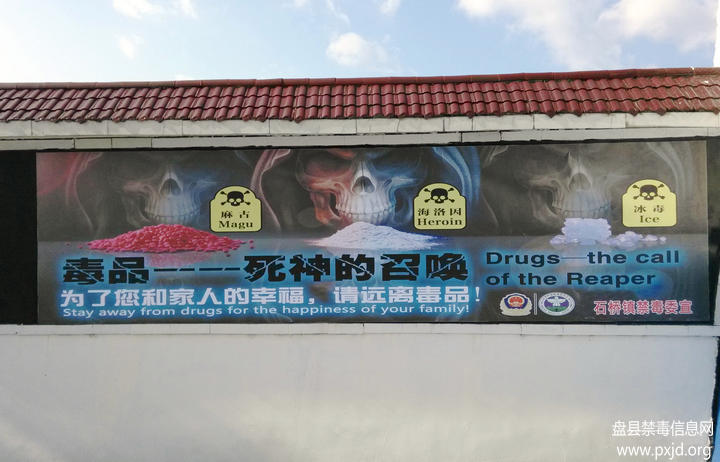 麻古
Magu
海洛因
Heroin
冰毒
Ice
毒品----死神的召唤
Drugs—the call
of the Reaper
为了您和家人的幸福，请远离毒品！
Stay away from drugs for the happiness of your family!
石桥镇禁毒委宣
盘县禁毒信息网
www.pxjd.org